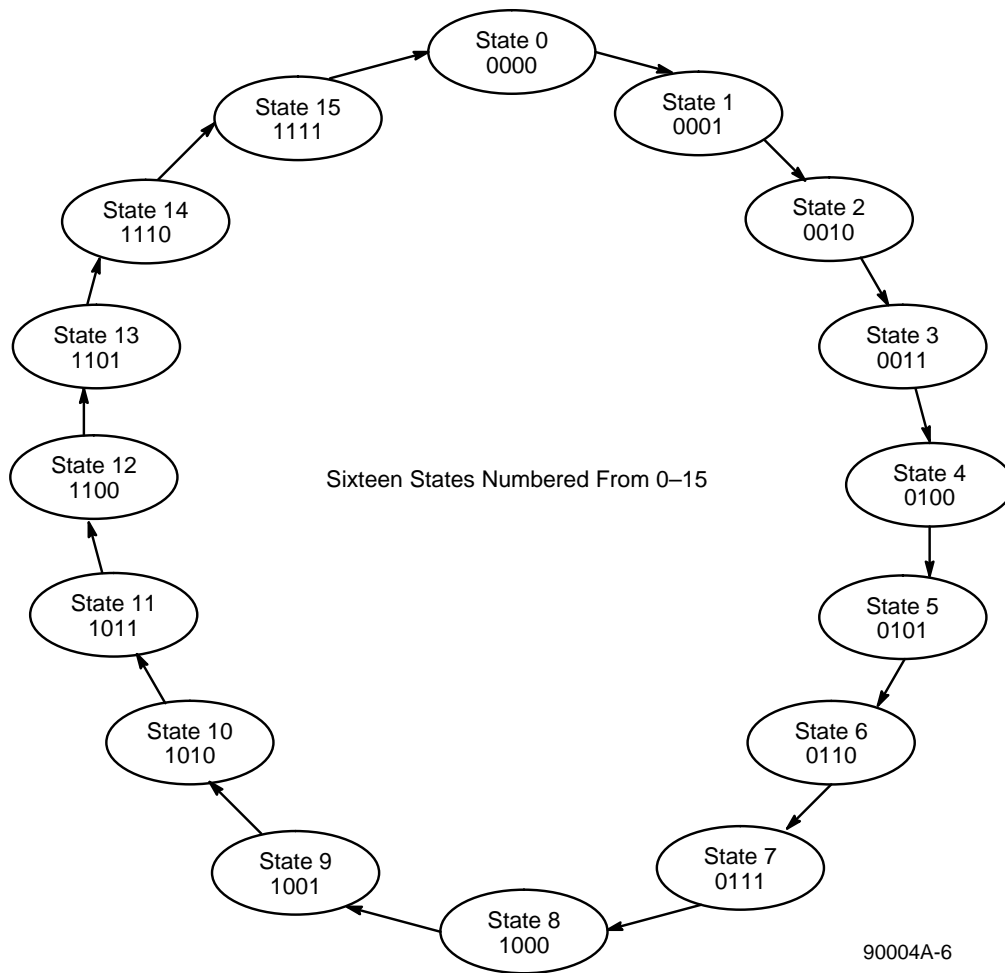 State 0
0000
State 1
0001
State 2
0010
State 3
0011
State 4
0100
State 5
0101
State 6
0110
State 7
0111
State 8
1000
State 9
1001
State 10
1010
State 11
1011
State 12
1100
State 13
1101
State 14
1110
State 15
1111
Sixteen States Numbered From 0–15
90004A-6